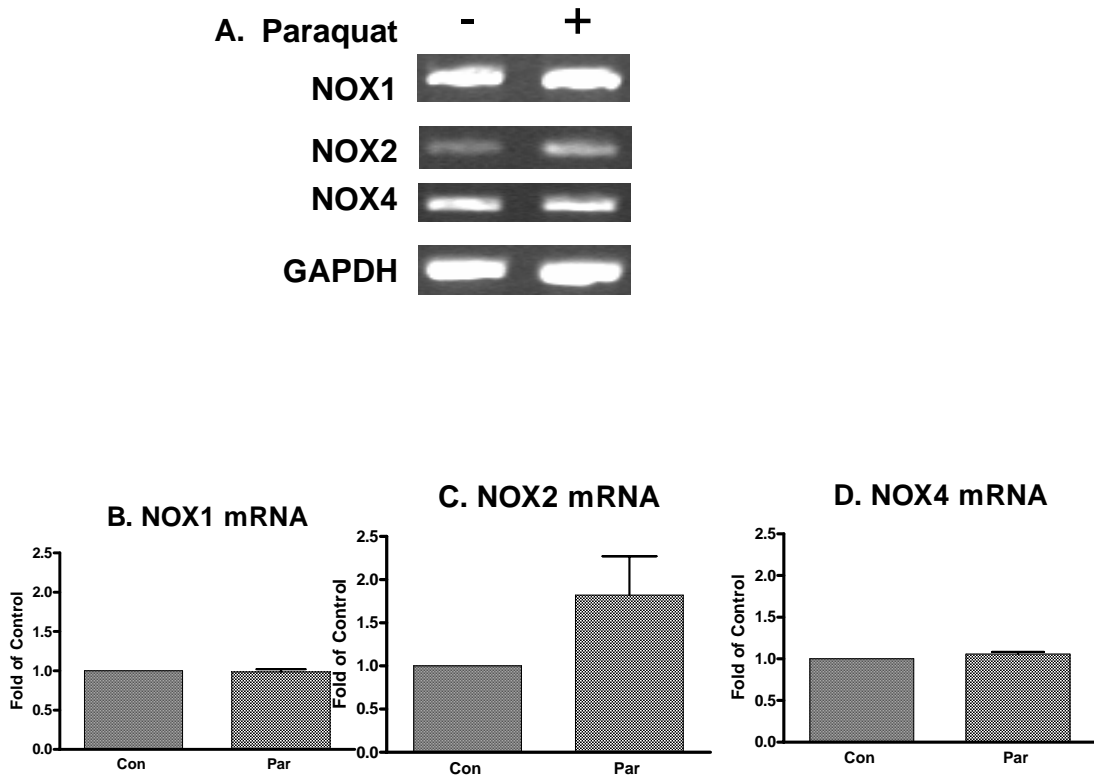 A. Paraquat - +
NOX1
NOX2
NOX4
GAPDH
B. NOX1 mRNA
Fold of Control
2.5
2.0
1.5
1.0
0.5
0.0
Con Par
C. NOX2 mRNA
Fold of Control
2.5
2.0
1.5
1.0
0.5
0.0
Con Par
D. NOX4 mRNA
Fold of Control
2.5
2.0
1.5
1.0
0.5
0.0
Con Par